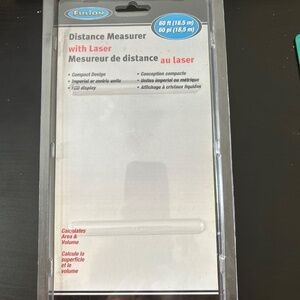 Fusion
60 ft (18.5 m)
60 pi (18,5 m)
Distance Measurer
with Laser
Mesureur de distance au laser
• Compact Design
• Imperial or metric units
• LCD display
• Conception compacte
• Unités impérial ou métrique
• Affichage à cristaux liquides
Calculates
Area &
Volume
Calcule la
superficie
et le
volume